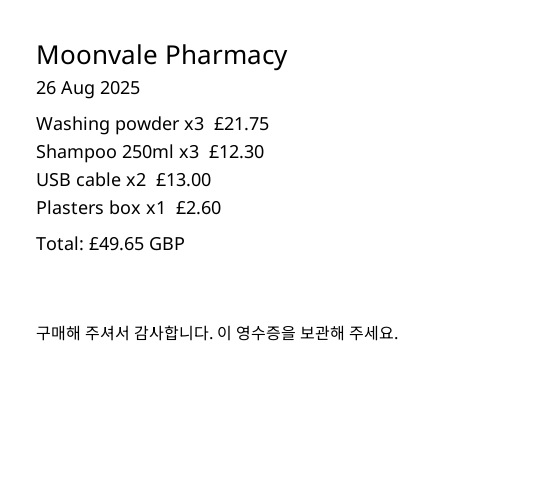 Moonvale Pharmacy
26 Aug 2025
Washing powder x3  £21.75
Shampoo 250ml x3  £12.30
USB cable x2  £13.00
Plasters box x1  £2.60
Total: £49.65 GBP
구매해 주셔서 감사합니다. 이 영수증을 보관해 주세요.